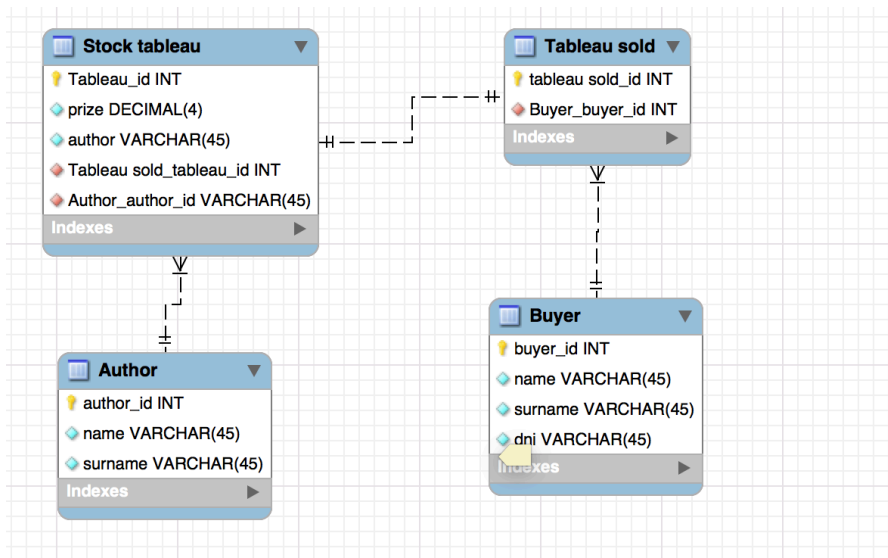 Stock tableau
Tableau_id INT
prize DECIMAL(4)
author VARCHAR(45)
Tableau sold_tableau_id INT
Author_author_id VARCHAR(45)
Indexes
Tableau sold
tableau sold_id INT
Buyer_buyer_id INT
Indexes
Author
author_id INT
name VARCHAR(45)
surname VARCHAR(45)
Indexes
Buyer
buyer_id INT
name VARCHAR(45)
surname VARCHAR(45)
dni VARCHAR(45)
Indexes